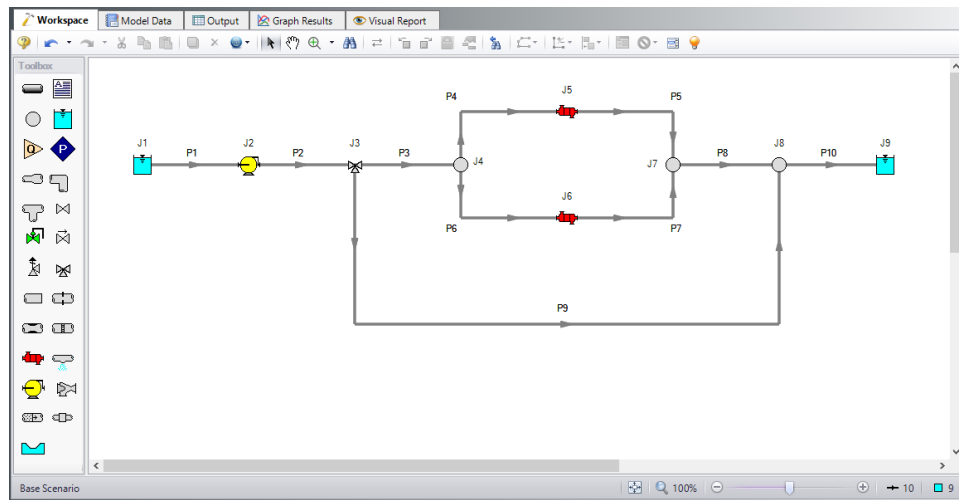 Workspace Model Data Output Graph Results Visual Report
Toolbox
P4 J5 P5
J1 P1 J2 P2 J3 P3 J4 J7 P8 J8 P10 J9
J6
P6 P7
P9
Q
P
Base Scenario 100% 10 9